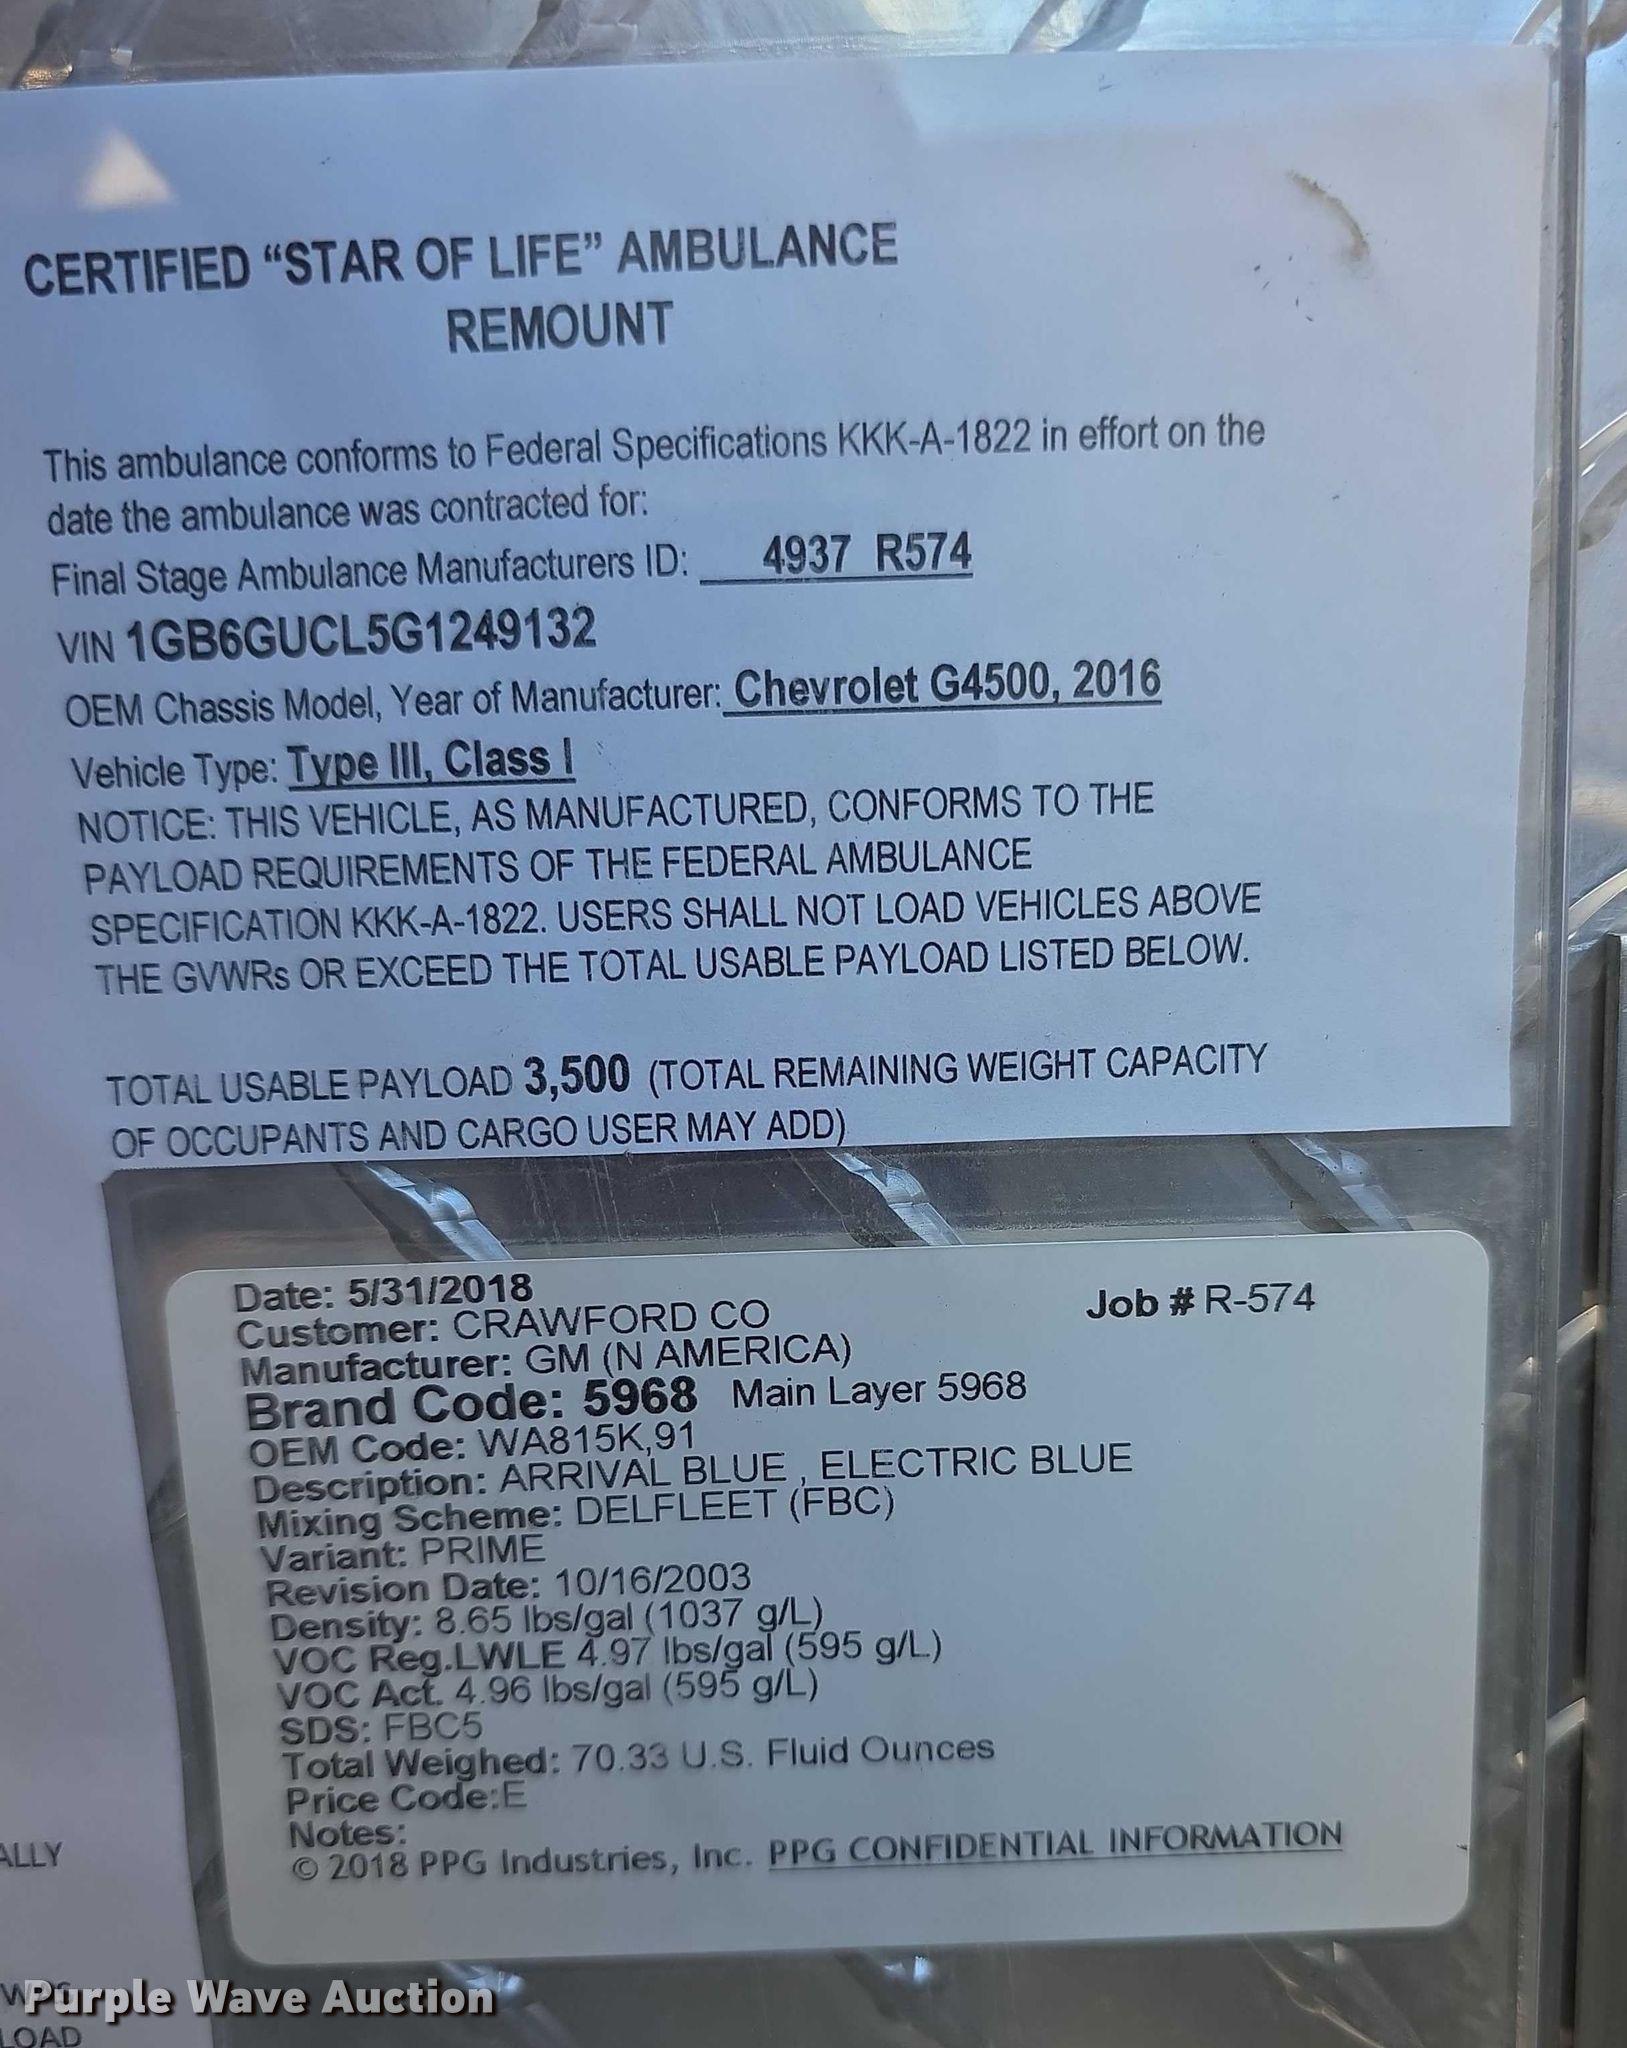 CERTIFIED “STAR OF LIFE” AMBULANCE
REMOUNT
This ambulance conforms to Federal Specifications KKK-A-1822 in effort on the
date the ambulance was contracted for:
Final Stage Ambulance Manufacturers ID: 4937 R574
VIN 1GB6GUCL5G1249132
OEM Chassis Model, Year of Manufacturer: Chevrolet G4500, 2016
Vehicle Type: Type III, Class I
NOTICE: THIS VEHICLE, AS MANUFACTURED, CONFORMS TO THE
PAYLOAD REQUIREMENTS OF THE FEDERAL AMBULANCE
SPECIFICATION KKK-A-1822. USERS SHALL NOT LOAD VEHICLES ABOVE
THE GVWRs OR EXCEED THE TOTAL USABLE PAYLOAD LISTED BELOW.
TOTAL USABLE PAYLOAD 3,500 (TOTAL REMAINING WEIGHT CAPACITY
OF OCCUPANTS AND CARGO USER MAY ADD)
Date: 5/31/2018
Job # R-574
Customer: CRAWFORD CO
Manufacturer: GM (N AMERICA)
Brand Code: 5968 Main Layer 5968
OEM Code: WA815K,91
Description: ARRIVAL BLUE , ELECTRIC BLUE
Mixing Scheme: DELFLEET (FBC)
Variant: PRIME
Revision Date: 10/16/2003
Density: 8.65 lbs/gal (1037 g/L)
VOC Reg.LWLE 4.97 lbs/gal (595 g/L)
VOC Act. 4.96 lbs/gal (595 g/L)
SDS: FBC5
Total Weighed: 70.33 U.S. Fluid Ounces
Price Code:E
Notes:
© 2018 PPG Industries, Inc. PPG CONFIDENTIAL INFORMATION
ALLY
LOAD
Purple Wave Auction